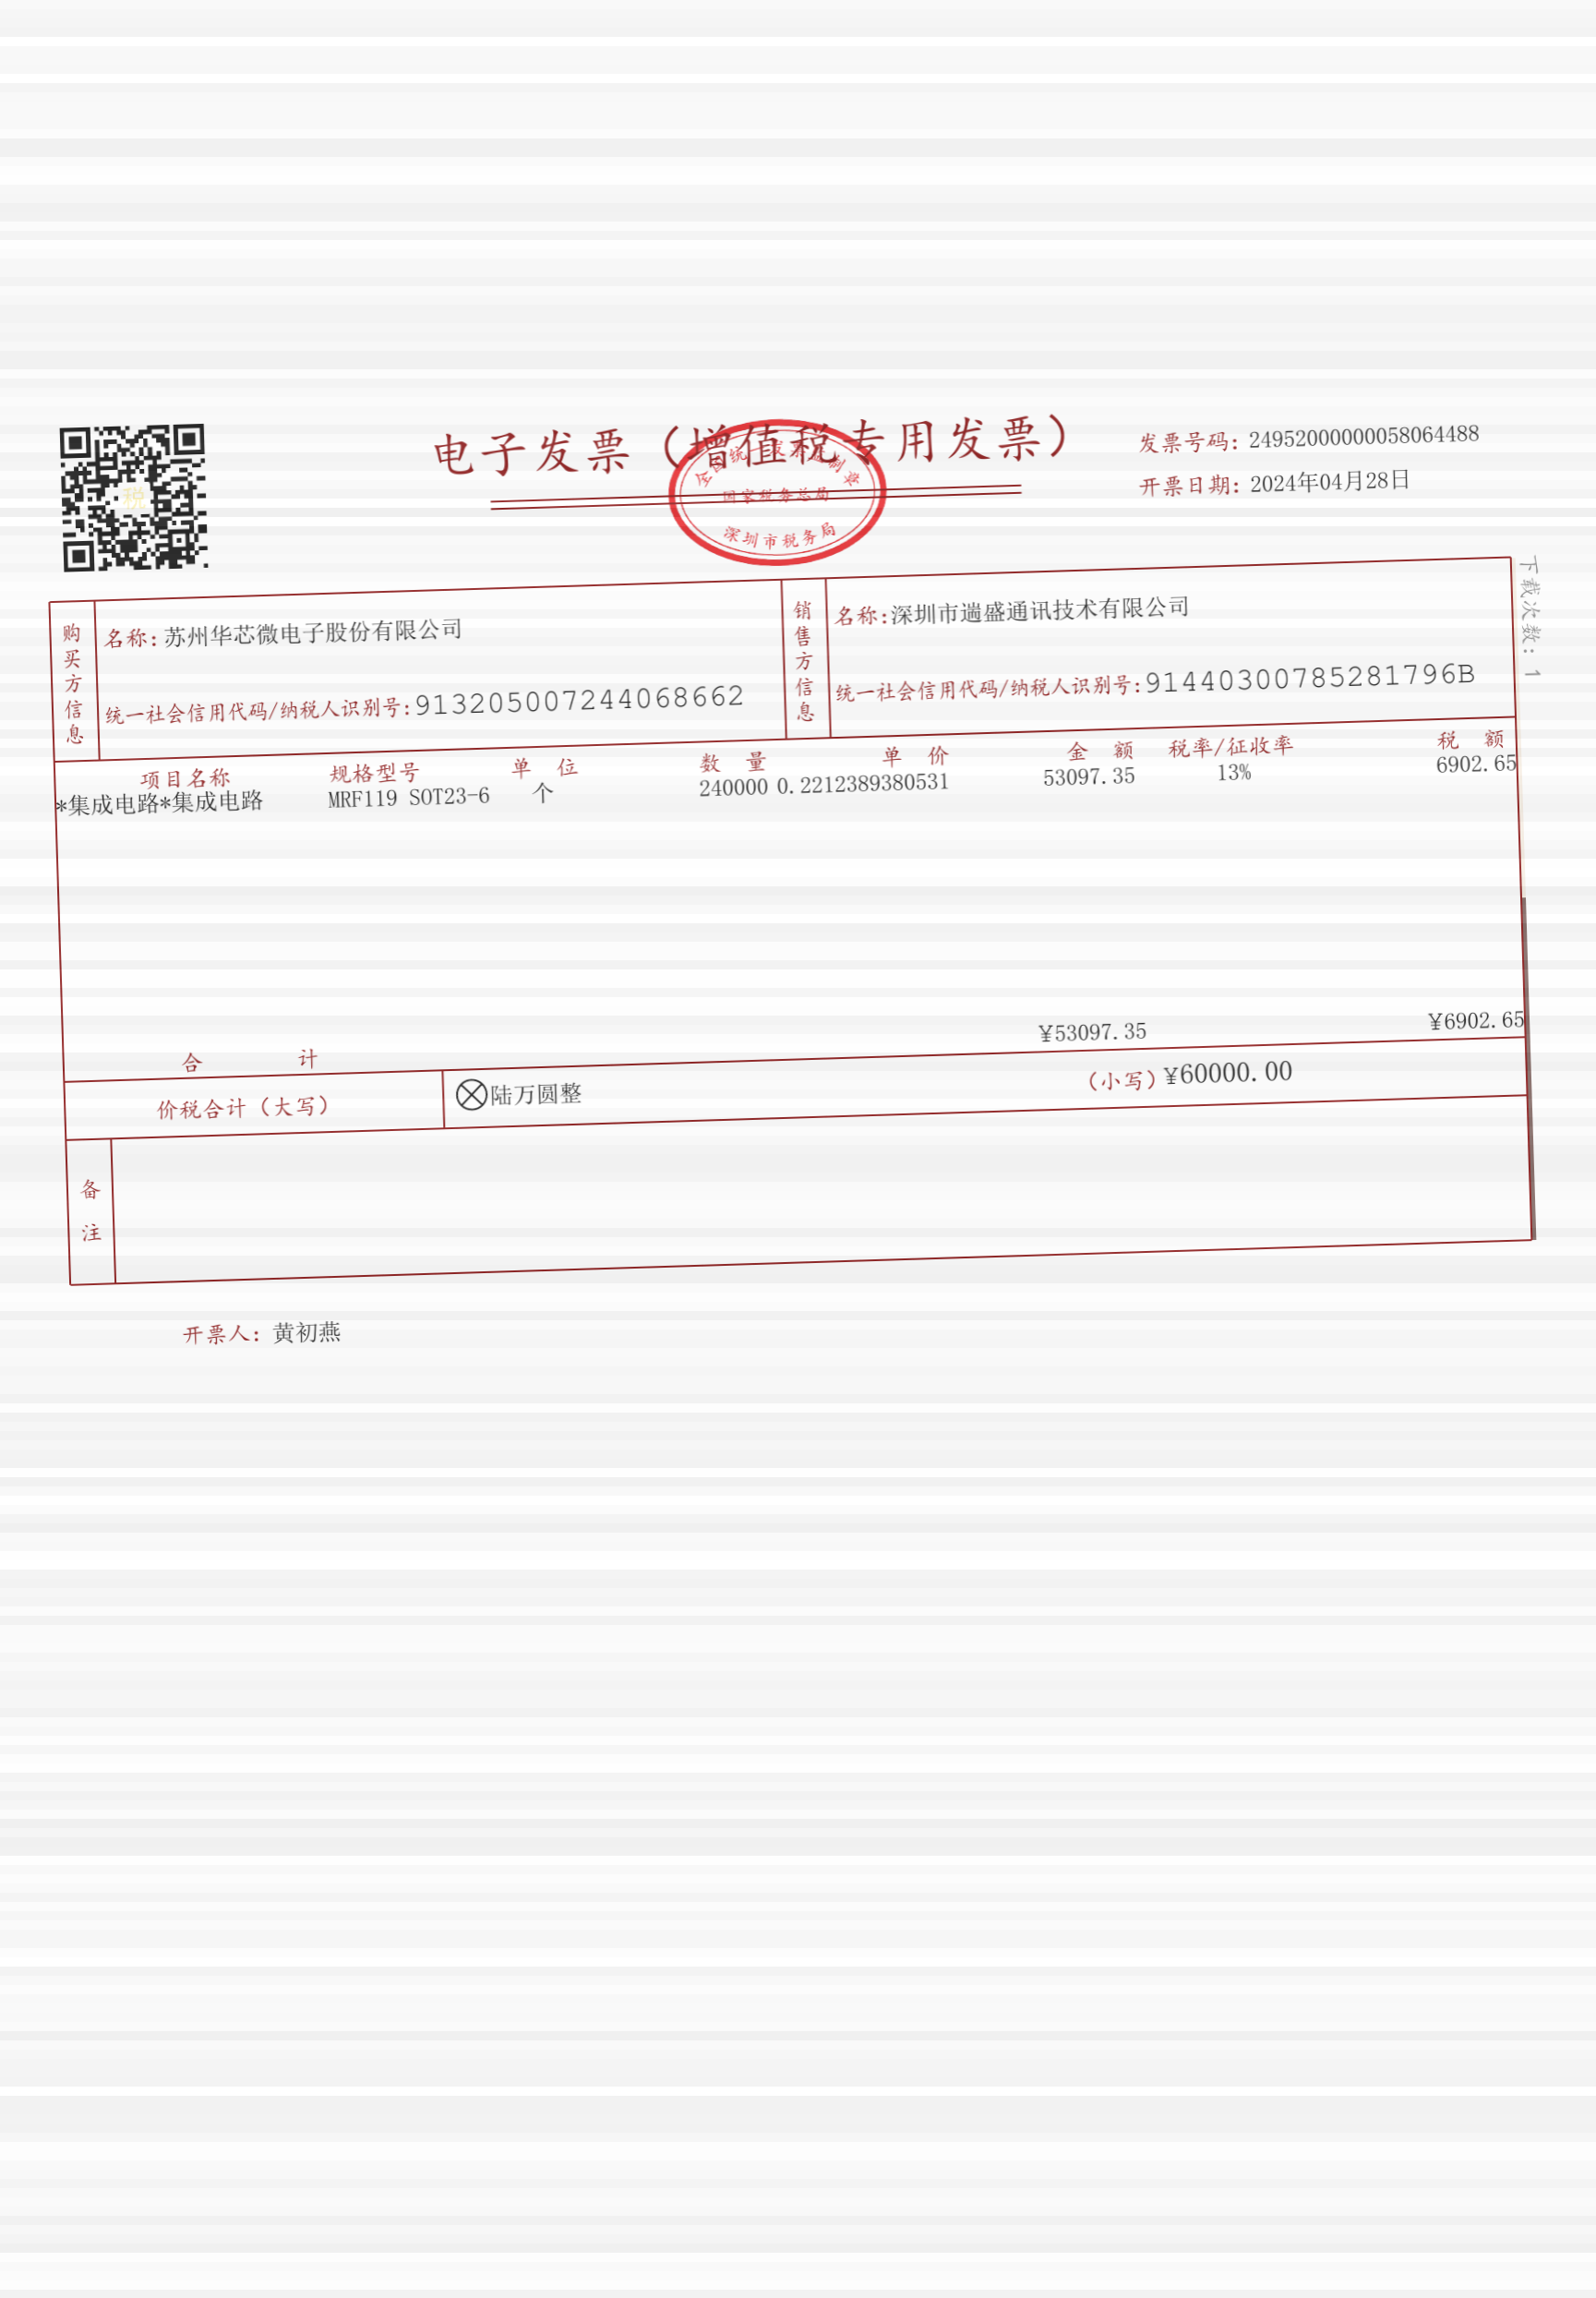 电子发票（增值税专用发票）
全国统一发票监制章
国家税务总局
深圳市税务局
税
发票号码：24952000000058064488
开票日期：2024年04月28日
下载次数：1
购买方信息
名称：苏州华芯微电子股份有限公司
统一社会信用代码/纳税人识别号：913205007244068662
销售方信息
名称：深圳市遄盛通讯技术有限公司
统一社会信用代码/纳税人识别号：91440300785281796B
项目名称 规格型号 单 位 数 量 单 价 金 额 税率/征收率 税 额
*集成电路*集成电路 MRF119 SOT23-6 个 240000 0.2212389380531 53097.35 13% 6902.65
合 计 ¥53097.35 ¥6902.65
价税合计（大写） ⊗陆万圆整 （小写）¥60000.00
备注
开票人：黄初燕